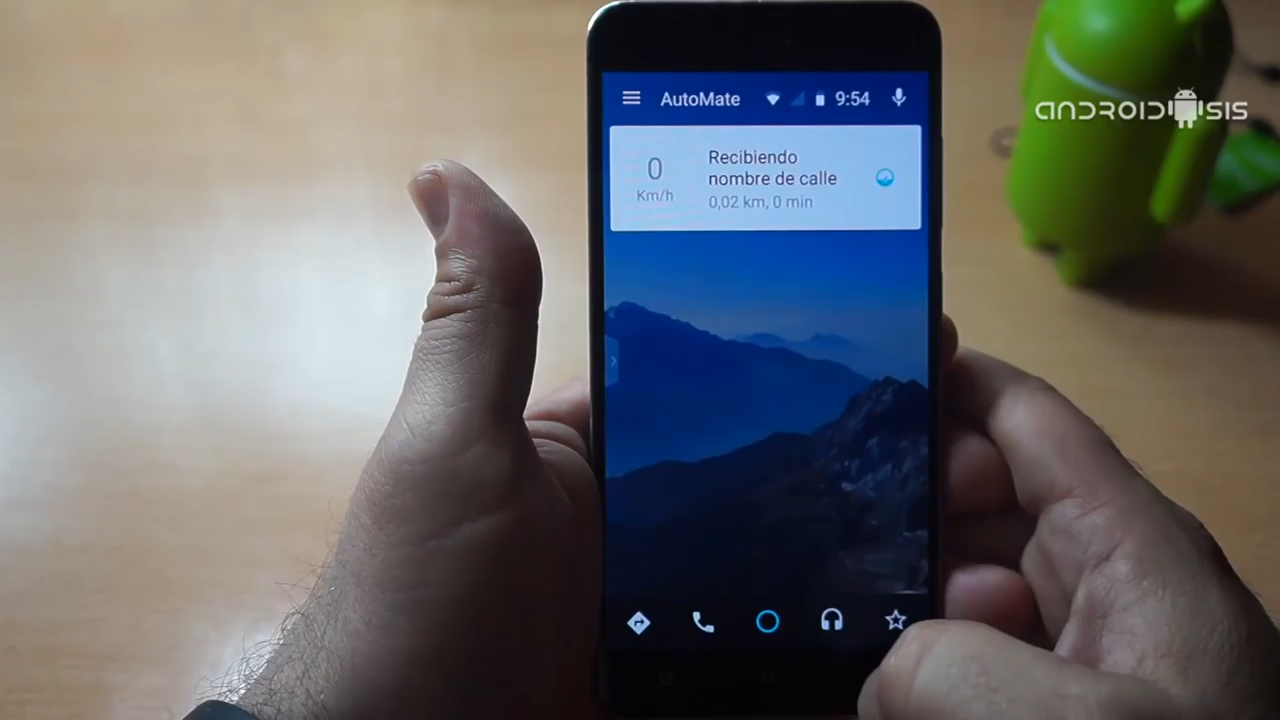 AutoMate
9:54
ANDROIDSIS
0
Km/h
Recibiendo
nombre de calle
0,02 km, 0 min